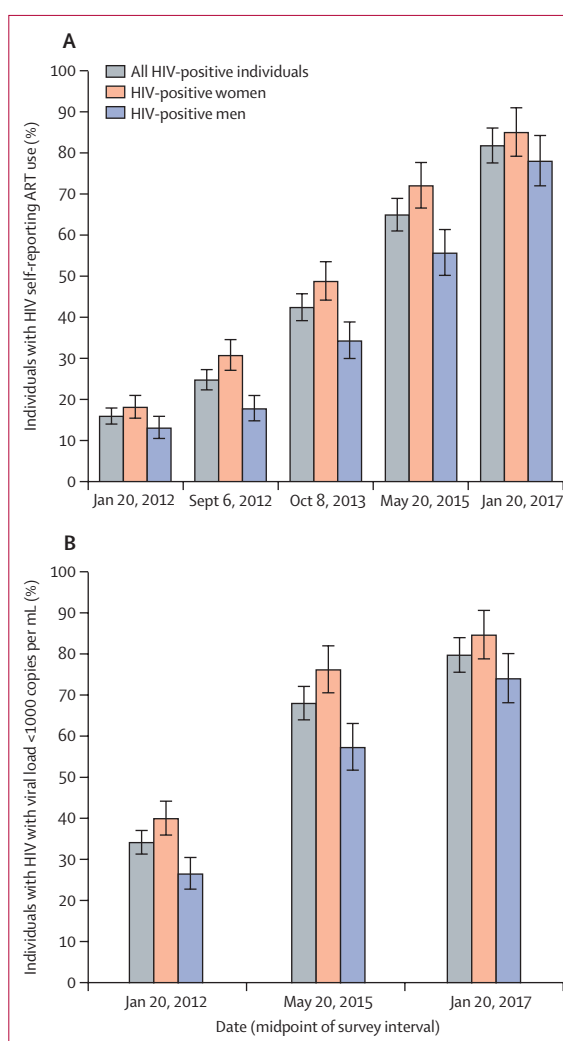 A
100
90
80
70
60
50
40
30
20
10
0
Individuals with HIV self-reporting ART use (%)
All HIV-positive individuals
HIV-positive women
HIV-positive men
Jan 20, 2012 Sept 6, 2012 Oct 8, 2013 May 20, 2015 Jan 20, 2017
B
100
90
80
70
60
50
40
30
20
10
0
Individuals with HIV with viral load <1000 copies per mL (%)
Jan 20, 2012 May 20, 2015 Jan 20, 2017
Date (midpoint of survey interval)